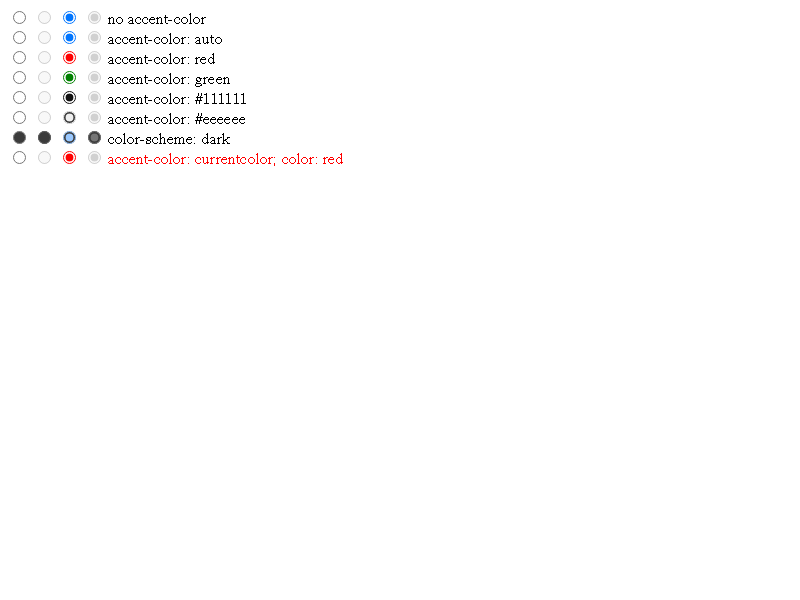 no accent-color
accent-color: auto
accent-color: red
accent-color: green
accent-color: #111111
accent-color: #eeeeee
color-scheme: dark
accent-color: currentcolor; color: red